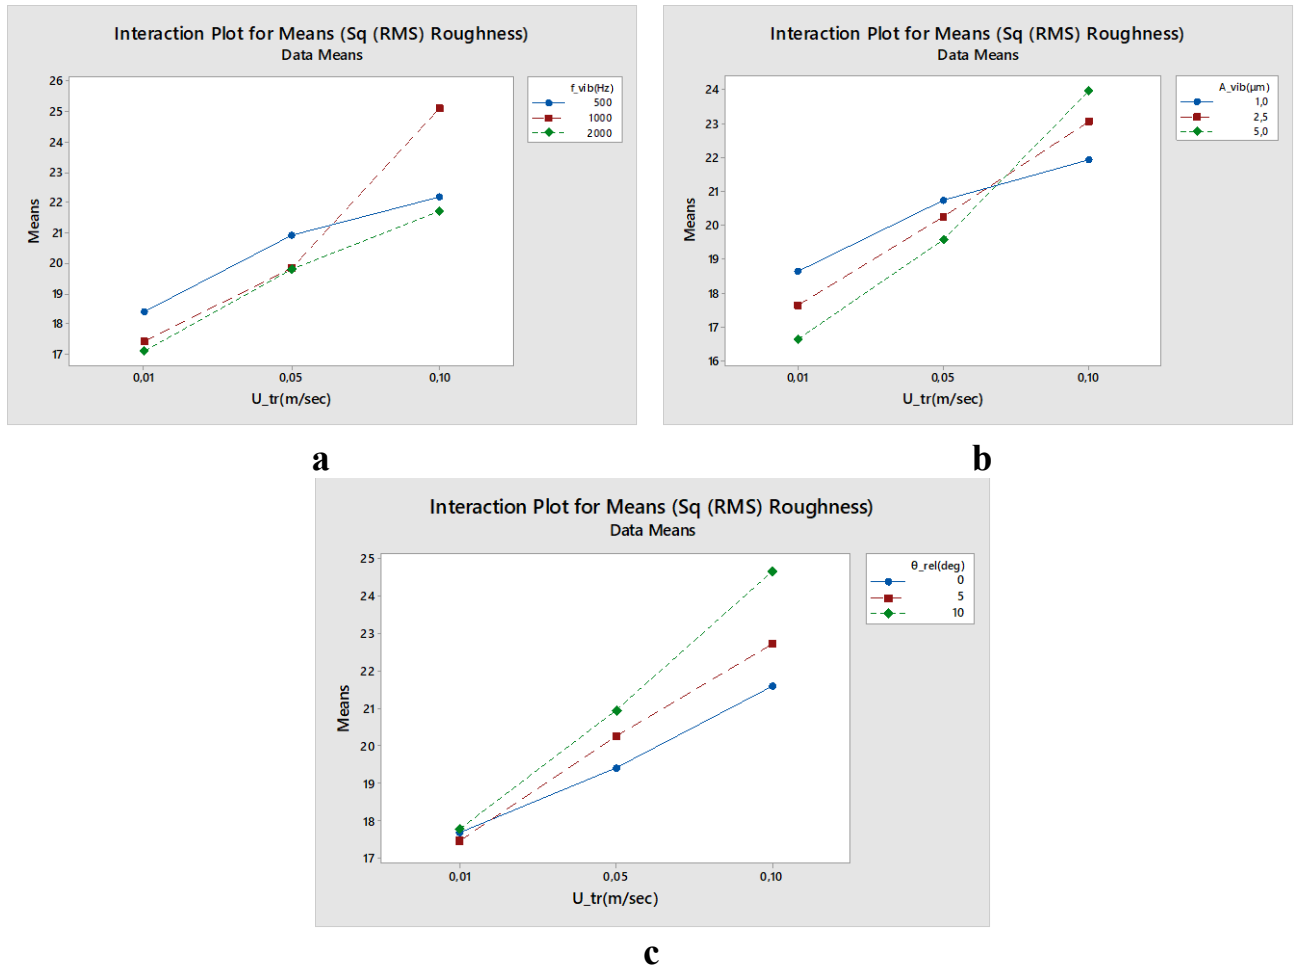 Interaction Plot for Means (Sq (RMS) Roughness)
Data Means
26
25
24
23
22
21
20
19
18
17
Means
0,01 0,05 0,10
U_tr(m/sec)
f_vib(Hz)
500
1000
2000
a
Interaction Plot for Means (Sq (RMS) Roughness)
Data Means
24
23
22
21
20
19
18
17
16
Means
0,01 0,05 0,10
U_tr(m/sec)
A_vib(μm)
1,0
2,5
5,0
b
Interaction Plot for Means (Sq (RMS) Roughness)
Data Means
25
24
23
22
21
20
19
18
17
Means
0,01 0,05 0,10
U_tr(m/sec)
θ_rel(deg)
0
5
10
c